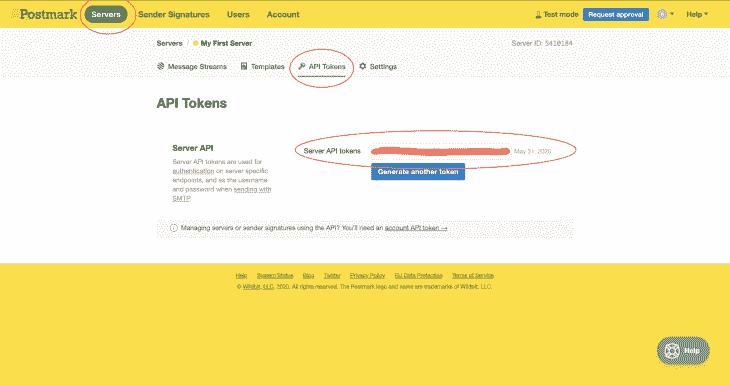 Postmark Servers Sender Signatures Users Account Test mode Request approval Help
Servers / My First Server Server ID: 5410184
Message Streams Templates API Tokens Settings
API Tokens
Server API
Server API tokens are used for
authentication on server specific
endpoints, and as the username
and password when sending with
SMTP.
Server API tokens May 31, 2020
Generate another token
Managing servers or sender signatures using the API? You'll need an account API token →
Help System Status Blog Twitter Privacy Policy EU Data Protection Terms of Service
© Wildbit, LLC, 2020. All rights reserved. The Postmark logo and name are trademarks of Wildbit, LLC.
Help